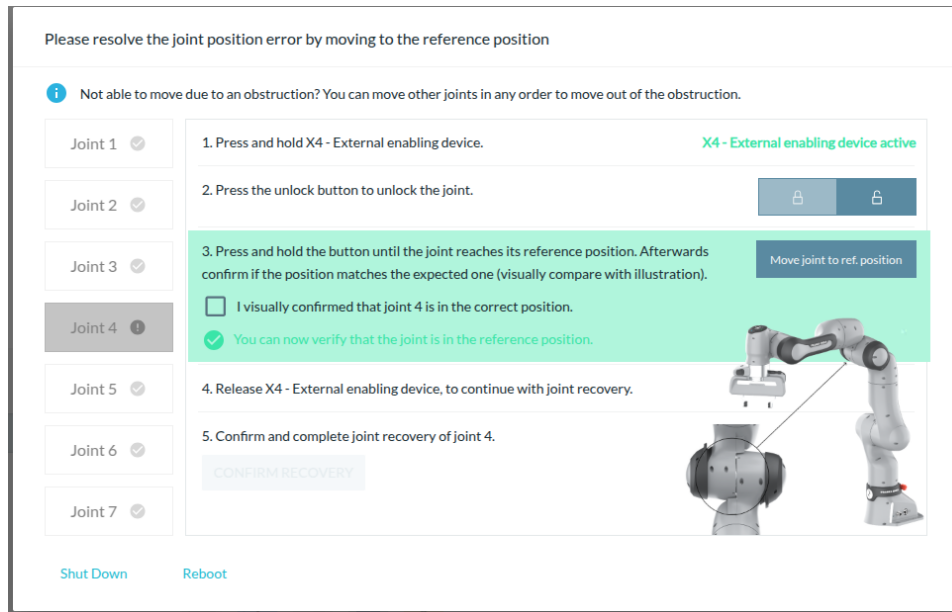 Please resolve the joint position error by moving to the reference position
Not able to move due to an obstruction? You can move other joints in any order to move out of the obstruction.
Joint 1
Joint 2
Joint 3
Joint 4
Joint 5
Joint 6
Joint 7
1. Press and hold X4 - External enabling device.
X4 - External enabling device active
2. Press the unlock button to unlock the joint.
3. Press and hold the button until the joint reaches its reference position. Afterwards
confirm if the position matches the expected one (visually compare with illustration).
Move joint to ref. position
I visually confirmed that joint 4 is in the correct position.
You can now verify that the joint is in the reference position.
4. Release X4 - External enabling device, to continue with joint recovery.
5. Confirm and complete joint recovery of joint 4.
CONFIRM RECOVERY
Shut Down
Reboot